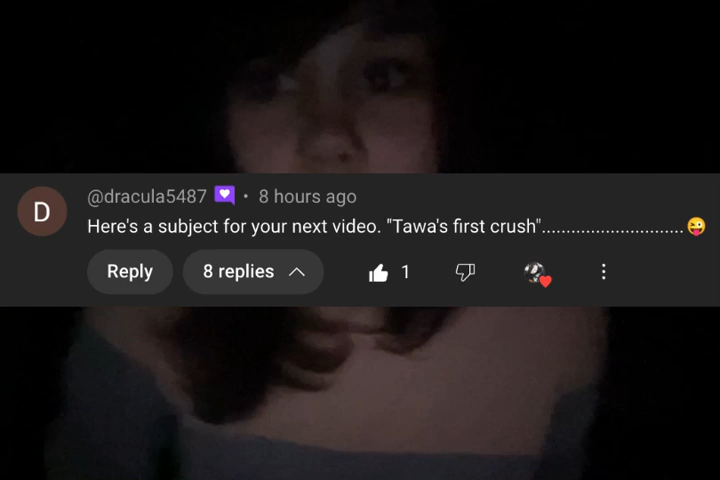 @dracula5487 • 8 hours ago
Here's a subject for your next video. "Tawa's first crush".............................😜
Reply 8 replies 1
D